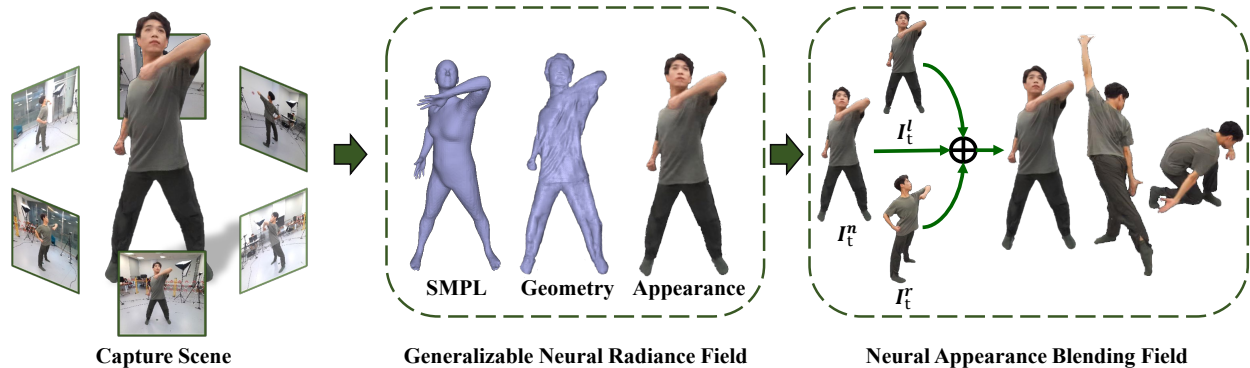 I_t^l
I_t^n
I_t^r
SMPL Geometry Appearance
Capture Scene Generalizable Neural Radiance Field Neural Appearance Blending Field